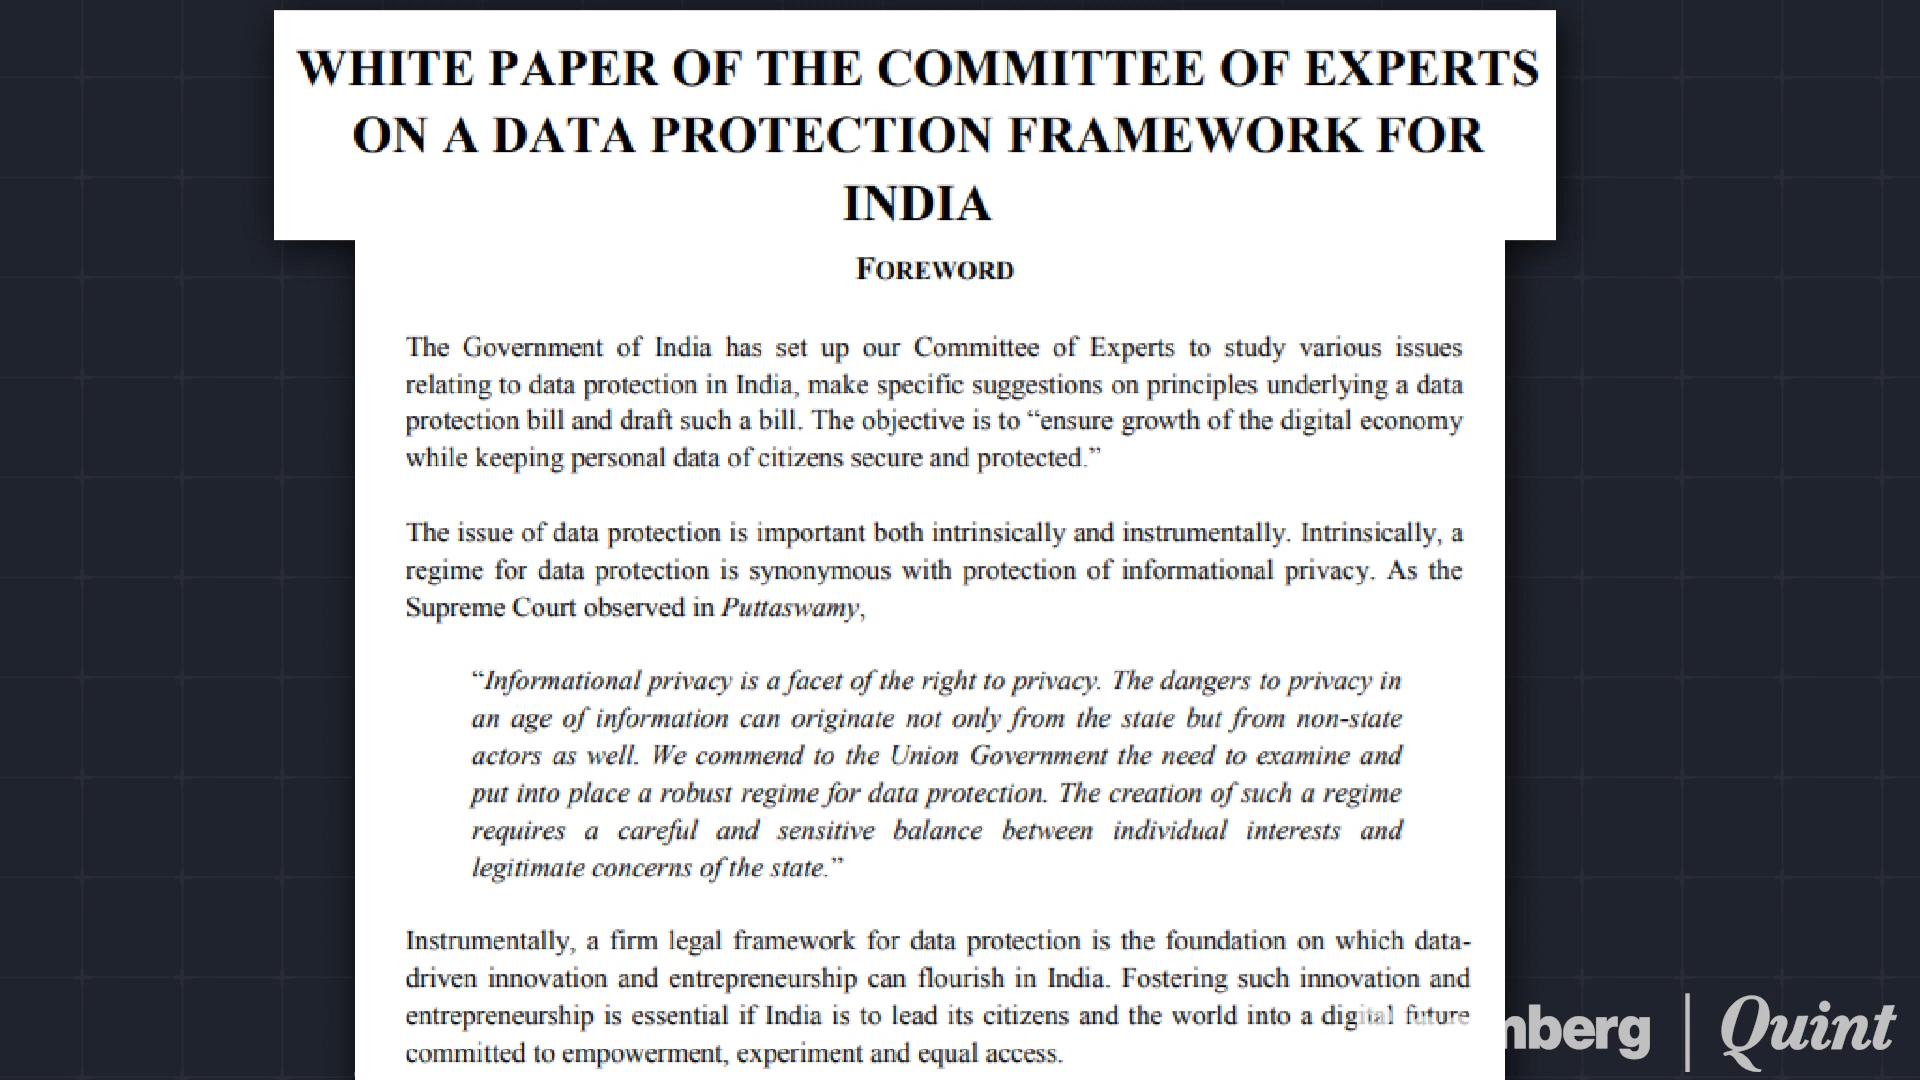 WHITE PAPER OF THE COMMITTEE OF EXPERTS
ON A DATA PROTECTION FRAMEWORK FOR
INDIA
FOREWORD
The Government of India has set up our Committee of Experts to study various issues
relating to data protection in India, make specific suggestions on principles underlying a data
protection bill and draft such a bill. The objective is to “ensure growth of the digital economy
while keeping personal data of citizens secure and protected.”
The issue of data protection is important both intrinsically and instrumentally. Intrinsically, a
regime for data protection is synonymous with protection of informational privacy. As the
Supreme Court observed in Puttaswamy,
“Informational privacy is a facet of the right to privacy. The dangers to privacy in
an age of information can originate not only from the state but from non-state
actors as well. We commend to the Union Government the need to examine and
put into place a robust regime for data protection. The creation of such a regime
requires a careful and sensitive balance between individual interests and
legitimate concerns of the state.”
Instrumentally, a firm legal framework for data protection is the foundation on which data-
driven innovation and entrepreneurship can flourish in India. Fostering such innovation and
entrepreneurship is essential if India is to lead its citizens and the world into a digital future
committed to empowerment, experiment and equal access.
mberg | Quint